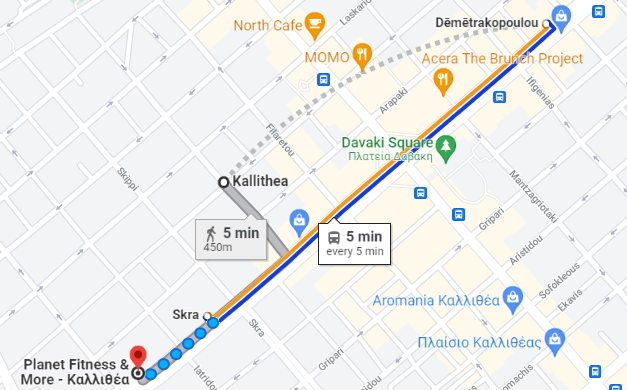 Laskari
North Cafe
Dēmētrakopoulou
MOMO
Acera The Brunch Project
Ifigenias
Arapaki
Filaretou
Davaki Square
Πλατεία Δαβάκη
Skippi
Kallithea
Mantzagriotaki
Gripari
5 min
450m
5 min
every 5 min
Aristidou
Sofokleous
Ekavis
Aromania Καλλιθέα
Skra
Skra
Πλαίσιο Καλλιθέας
Gripari
Planet Fitness &
More - Καλλιθέα